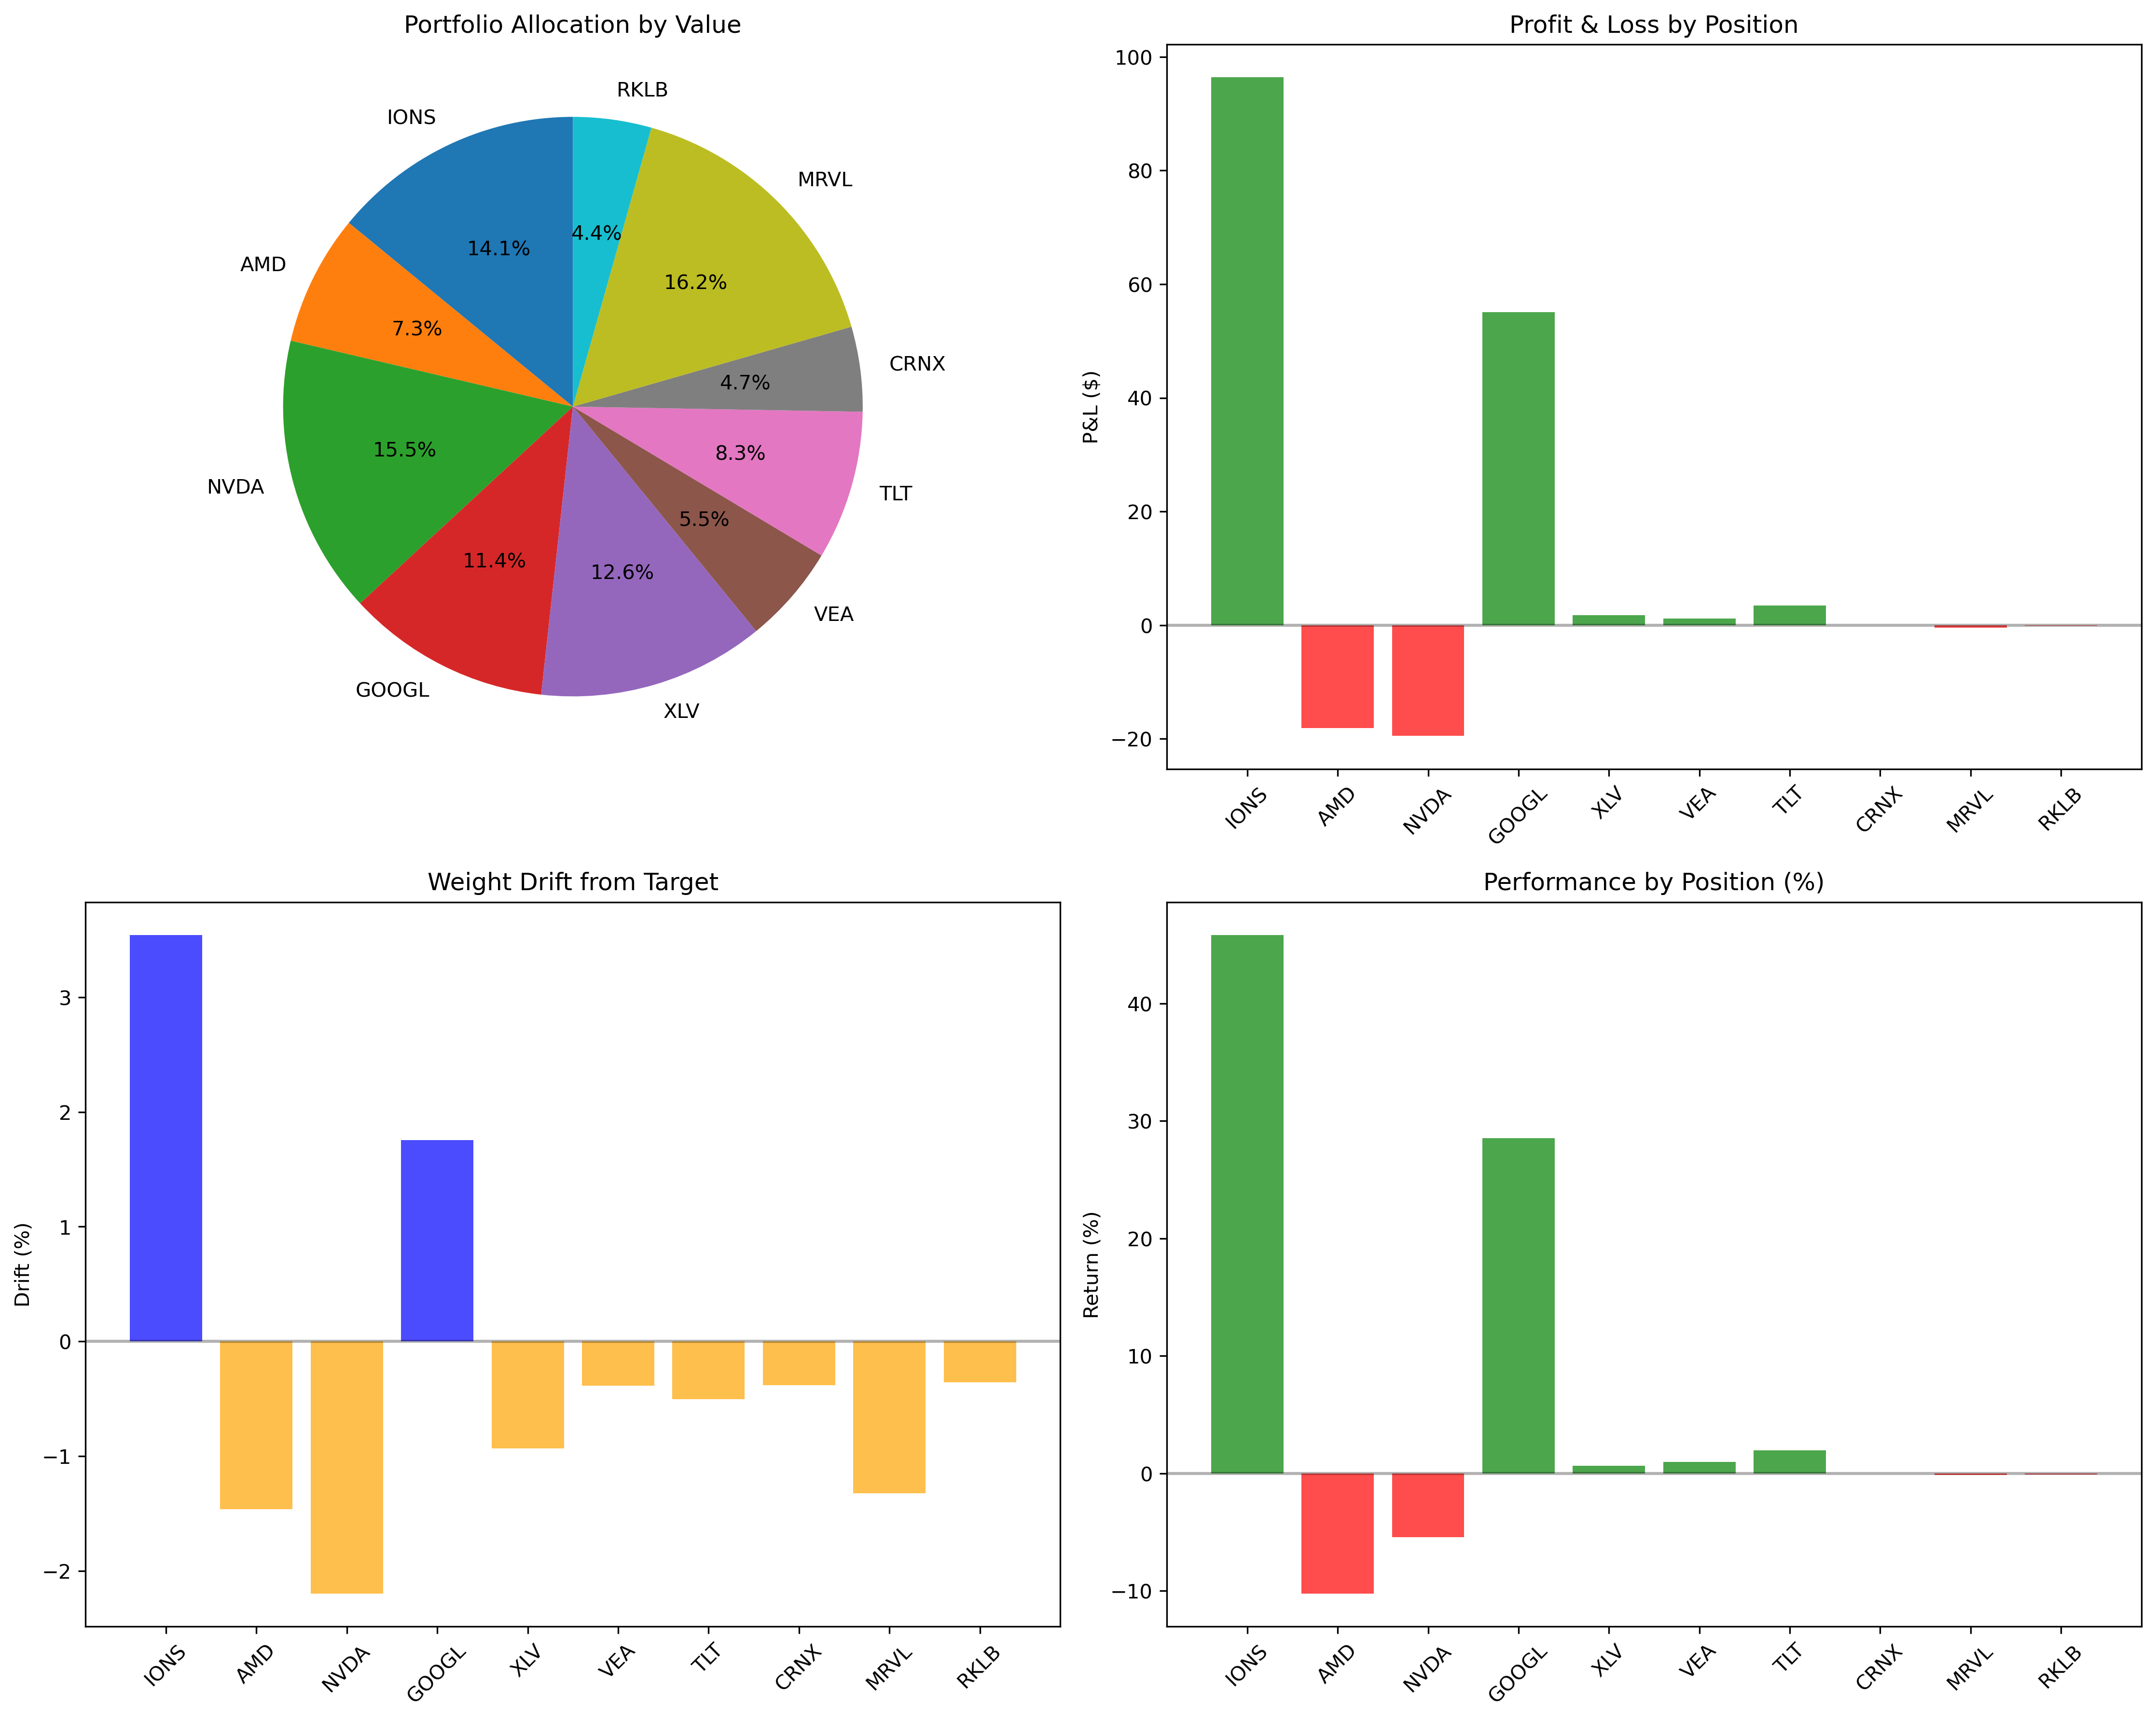 Portfolio Allocation by Value
RKLB
IONS
MRVL
AMD
CRNX
NVDA
TLT
VEA
GOOGL
XLV
4.4%
14.1%
16.2%
7.3%
4.7%
15.5%
8.3%
5.5%
11.4%
12.6%
Profit & Loss by Position
P&L ($)
100
80
60
40
20
0
−20
IONS
AMD
NVDA
GOOGL
XLV
VEA
TLT
CRNX
MRVL
RKLB
Weight Drift from Target
Drift (%)
3
2
1
0
−1
−2
IONS
AMD
NVDA
GOOGL
XLV
VEA
TLT
CRNX
MRVL
RKLB
Performance by Position (%)
Return (%)
40
30
20
10
0
−10
IONS
AMD
NVDA
GOOGL
XLV
VEA
TLT
CRNX
MRVL
RKLB